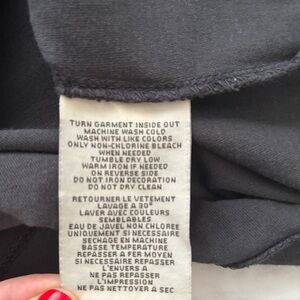 TURN GARMENT INSIDE OUT
MACHINE WASH COLD
WASH WITH LIKE COLORS
ONLY NON-CHLORINE BLEACH
WHEN NEEDED
TUMBLE DRY LOW
WARM IRON IF NEEDED
ON REVERSE SIDE
DO NOT IRON DECORATION
DO NOT DRY CLEAN
RETOURNER LE VETEMENT
LAVAGE A 30°
LAVER AVEC COULEURS
SEMBLABLES
EAU DE JAVEL NON CHLOREE
UNIQUEMENT SI NECESSAIRE
SECHAGE EN MACHINE
BASSE TEMPERATURE
REPASSER A FER MOYEN
SI NECESSAIRE REPASSER
L'ENVERS A
NE PAS REPASSER
L'IMPRESSION
NE PAS NETTOYER A SEC